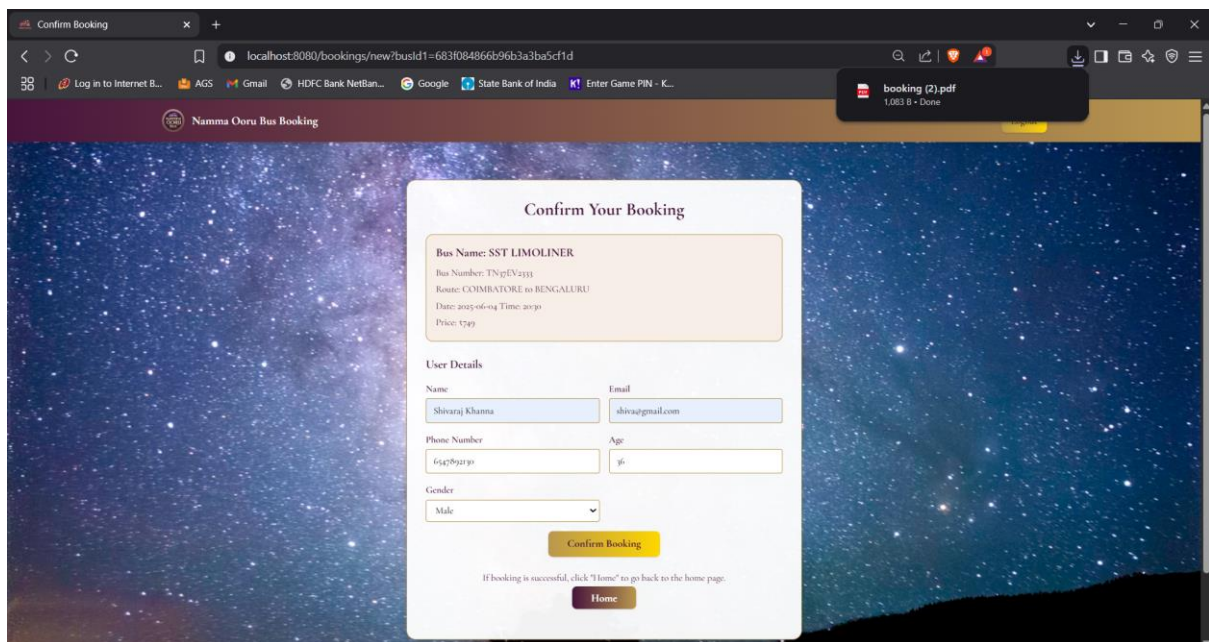 Confirm Booking
localhost:8080/bookings/new?busId1=683f084866b96b3a3ba5cf1d
Log in to Internet B... AGS Gmail HDFC Bank NetBan... Google State Bank of India Enter Game PIN - K...
booking (2).pdf
1,083 B • Done
Namma Ooru Bus Booking
Confirm Your Booking
Bus Name: SST LIMOLINER
Bus Number: TN37EV2333
Route: COIMBATORE to BENGALURU
Date: 2025-06-04 Time: 20:30
Price: 1749
User Details
Name Email
Shivaraj Khanna shiva@gmail.com
Phone Number Age
6547892130 36
Gender
Male
Confirm Booking
If booking is successful, click "Home" to go back to the home page.
Home